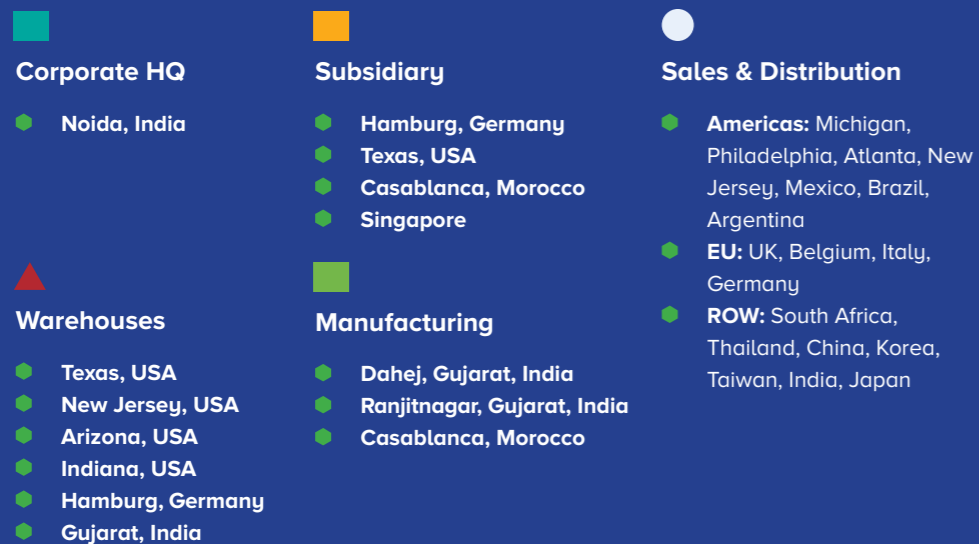 Corporate HQ
Noida, India
Subsidiary
Hamburg, Germany
Texas, USA
Casablanca, Morocco
Singapore
Sales & Distribution
Americas: Michigan,
Philadelphia, Atlanta, New
Jersey, Mexico, Brazil,
Argentina
EU: UK, Belgium, Italy,
Germany
ROW: South Africa,
Thailand, China, Korea,
Taiwan, India, Japan
Warehouses
Texas, USA
New Jersey, USA
Arizona, USA
Indiana, USA
Hamburg, Germany
Gujarat, India
Manufacturing
Dahej, Gujarat, India
Ranjitnagar, Gujarat, India
Casablanca, Morocco